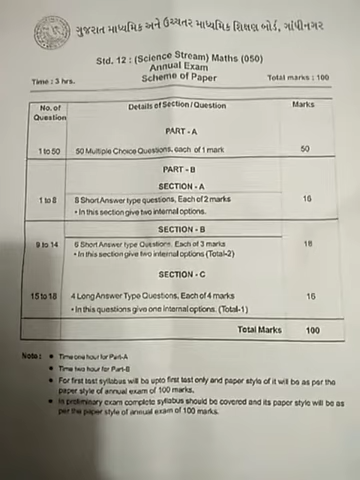 ગુજરાત માધ્યમિક અને ઉચ્ચતર માધ્યમિક શિક્ષણ બોર્ડ, ગાંધીનગર
Std. 12 : (Science Stream) Maths (050)
Annual Exam
Time : 3 hrs. Scheme of Paper Total marks : 100
No. of Question Details of Section / Question Marks
PART - A
1 to 50 50 Multiple Choice Questions, each of 1 mark 50
PART - B
SECTION - A
1 to 8 8 Short Answer type questions, Each of 2 marks 16
• In this section give two internal options.
SECTION - B
9 to 14 6 Short Answer type Questions. Each of 3 marks 18
• In this section give two internal options (Total-2)
SECTION - C
15 to 18 4 Long Answer Type Questions, Each of 4 marks 16
• In this questions give one internal options. (Total-1)
Total Marks 100
Note : • Time one hour for Part-A
• Time two hour for Part-B
• For first test syllabus will be upto first test only and paper style of it will be as per the
paper style of annual exam of 100 marks.
• In preliminary exam complete syllabus should be covered and its paper style will be as
per the paper style of annual exam of 100 marks.